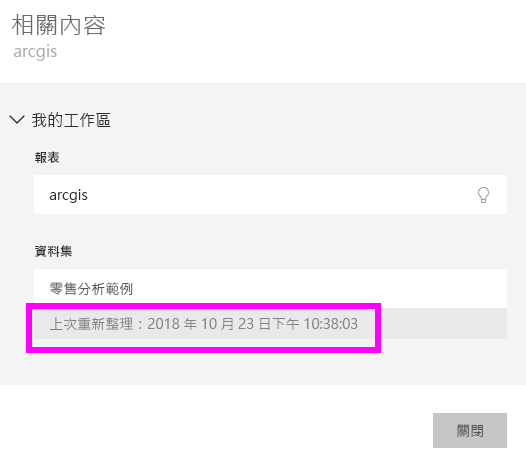 相關內容
arcgis
我的工作區
報表
arcgis
資料集
零售分析範例
上次重新整理：2018 年 10 月 23 日下午 10:38:03
關閉